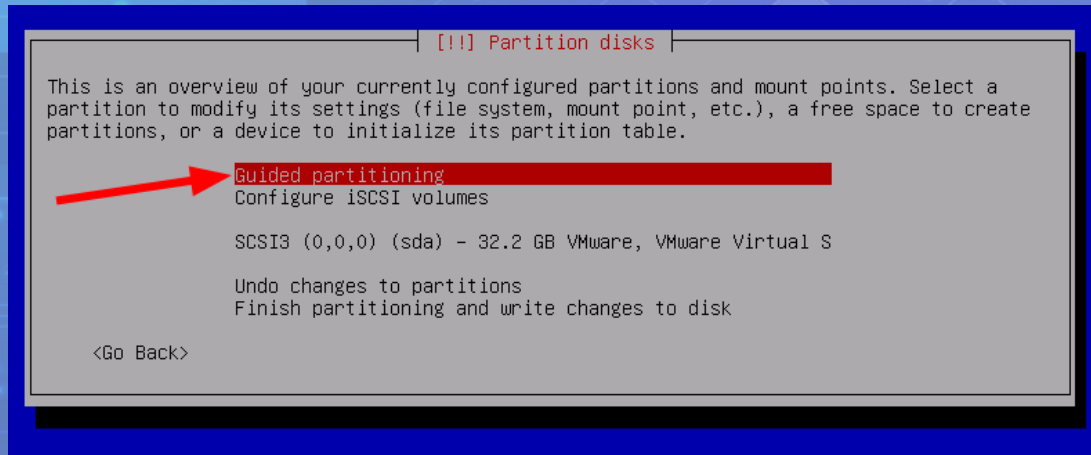 [!!] Partition disks
This is an overview of your currently configured partitions and mount points. Select a
partition to modify its settings (file system, mount point, etc.), a free space to create
partitions, or a device to initialize its partition table.
Guided partitioning
Configure iSCSI volumes
SCSI3 (0,0,0) (sda) - 32.2 GB VMware, VMware Virtual S
Undo changes to partitions
Finish partitioning and write changes to disk
<Go Back>